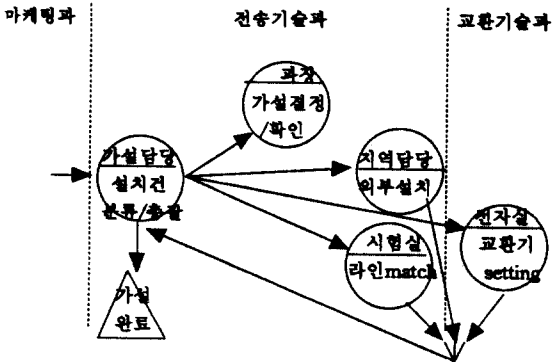 마케팅과
전송기술과
교환기술과
과장
가설결정
/확인
가설담당
설치건
분류/출괄
지역담당
외부설치
전자실
교환기
setting
시험실
라인match
가설
완료